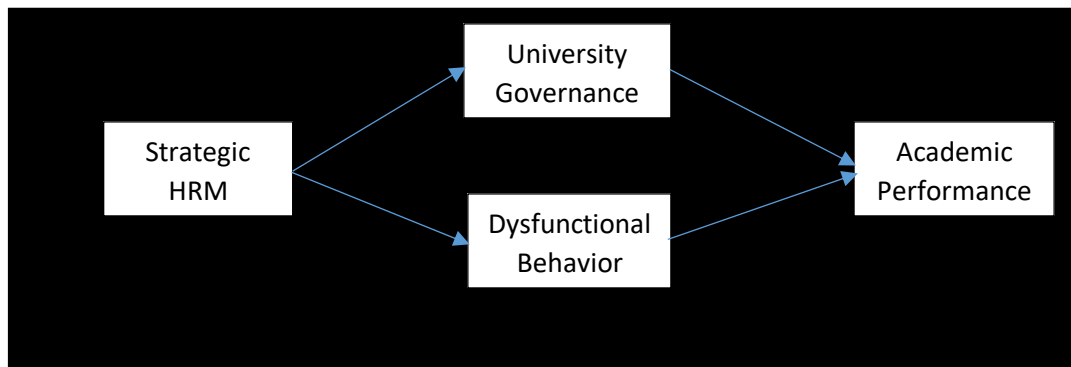 University
Governance
Strategic
HRM
Academic
Performance
Dysfunctional
Behavior